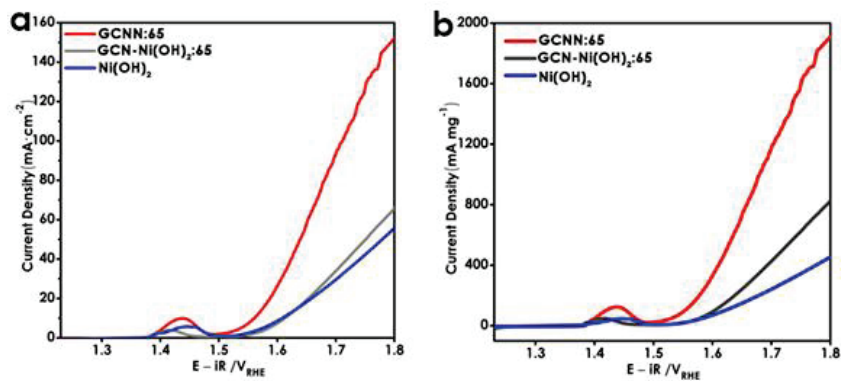 a
160
140
120
100
80
60
40
20
0
Current Density(mA·cm⁻²)
GCNN:65
GCN-Ni(OH)₂:65
Ni(OH)₂
1.3 1.4 1.5 1.6 1.7 1.8
E – iR /V_RHE
b
2000
1600
1200
800
400
0
Current Density(mA mg⁻¹)
GCNN:65
GCN-Ni(OH)₂:65
Ni(OH)₂
1.3 1.4 1.5 1.6 1.7 1.8
E – iR /V_RHE